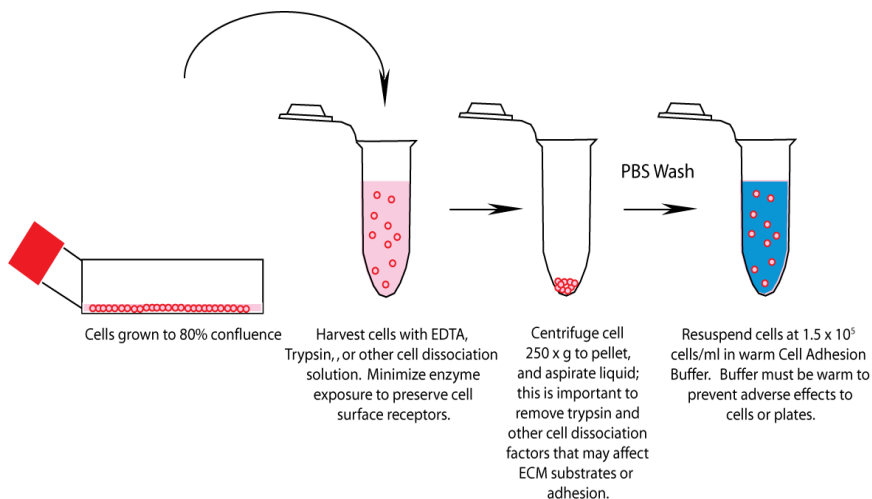 PBS Wash
Cells grown to 80% confluence
Harvest cells with EDTA,
Trypsin,, or other cell dissociation
solution.  Minimize enzyme
exposure to preserve cell
surface receptors.
Centrifuge cell
250 x g to pellet,
and aspirate liquid;
this is important to
remove trypsin and
other cell dissociation
factors that may affect
ECM substrates or
adhesion.
Resuspend cells at 1.5 x 10⁵
cells/ml in warm Cell Adhesion
Buffer.  Buffer must be warm to
prevent adverse effects to
cells or plates.